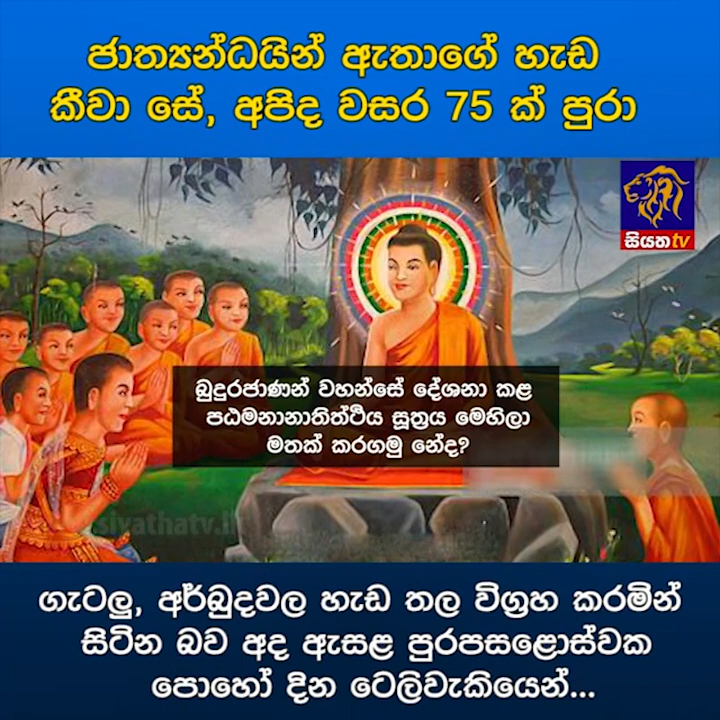 ජාත්‍යන්ධයින් ඇතාගේ හැඩ
කීවා සේ, අපිද වසර 75 ක් පුරා
සියත tv
බුදුරජාණන් වහන්සේ දේශනා කළ
පඨමනානාතිත්ථිය සූත්‍රය මෙහිලා
මතක් කරගමු නේද?
siyathatv.l
ගැටලු, අර්බුදවල හැඩ තල විග්‍රහ කරමින්
සිටින බව අද ඇසළ පුරපසළොස්වක
පොහෝ දින ටෙලිවැකියෙන්...